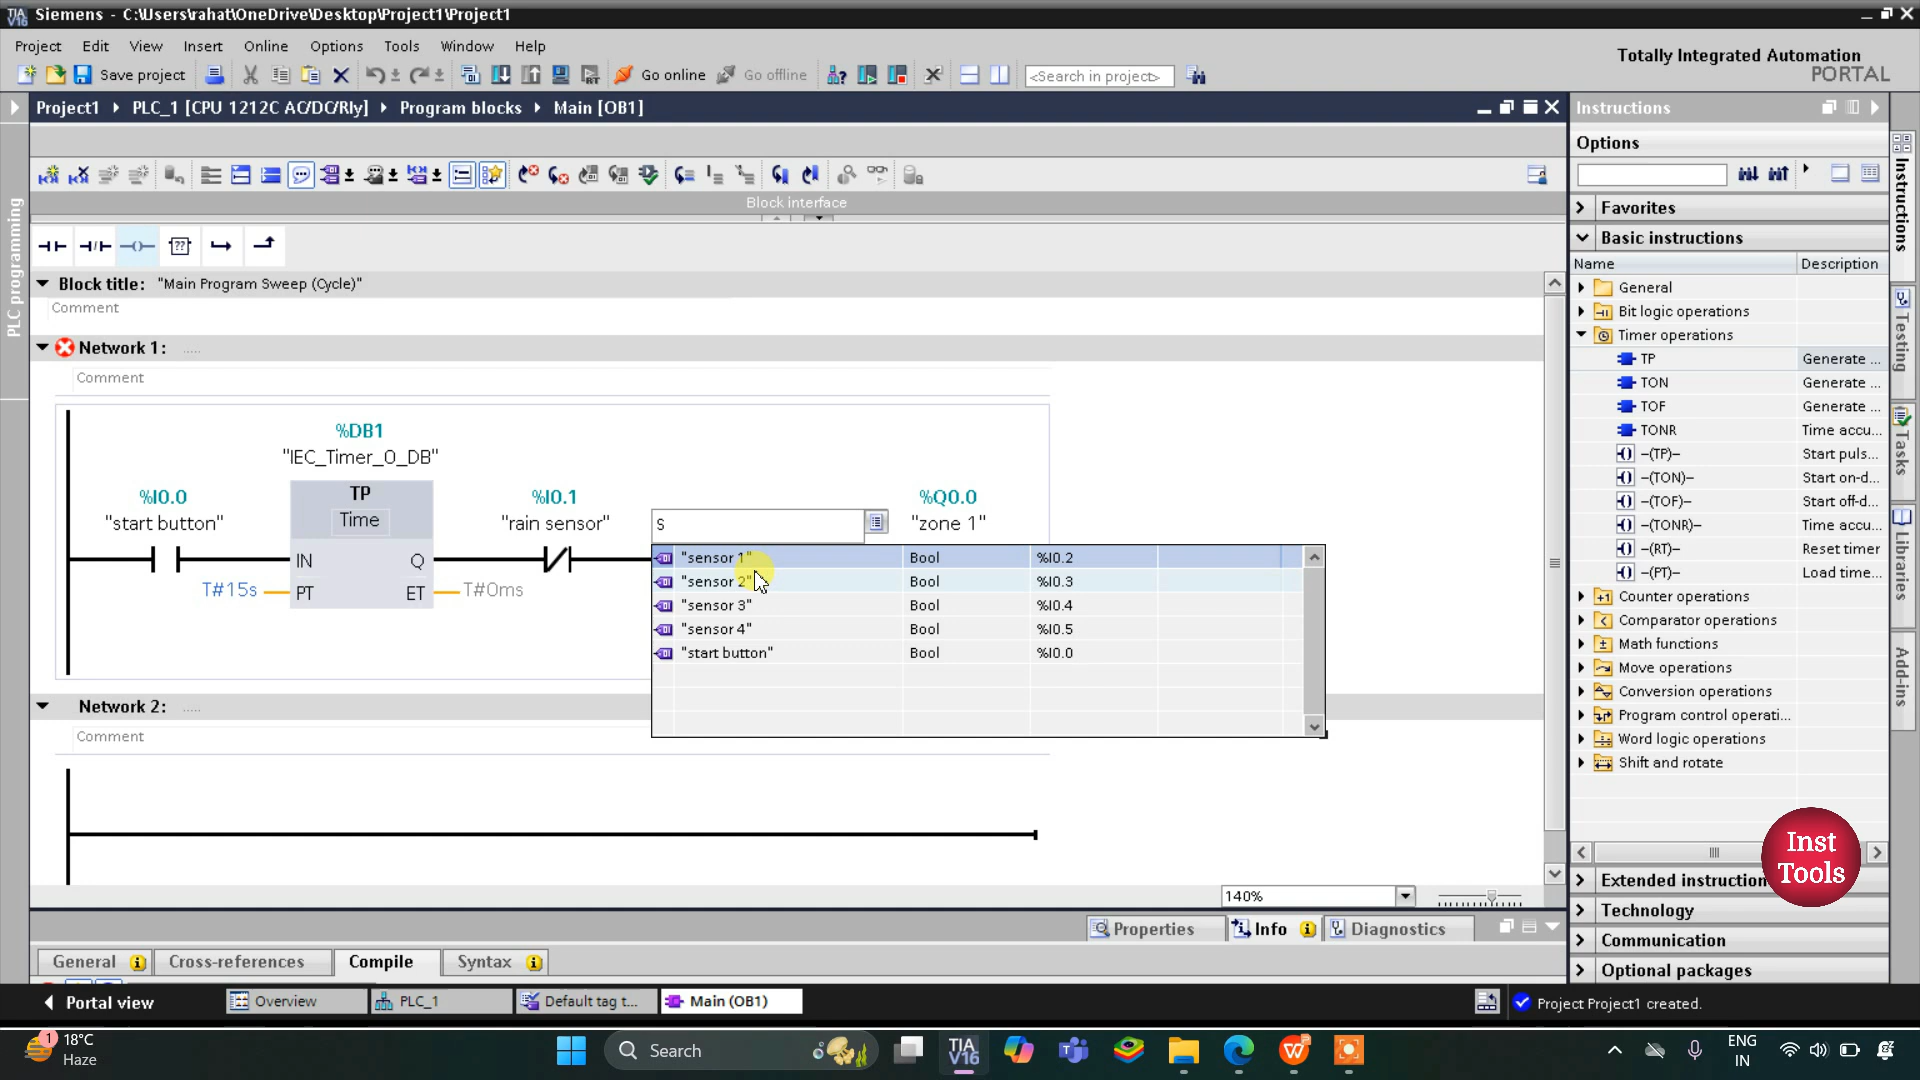 Siemens - C:\Users\rahat\OneDrive\Desktop\Project1\Project1
Project Edit View Insert Online Options Tools Window Help
Totally Integrated Automation
PORTAL
Save project
Go online
Go offline
<Search in project>
Project1 PLC_1 [CPU 1212C AC/DC/Rly] Program blocks Main [OB1]
Instructions
Options
Block interface
Favorites
Basic instructions
Name Description
General
Bit logic operations
Timer operations
TP Generate ...
TON Generate ...
TOF Generate ...
TONR Time accu...
–(TP)– Start puls...
–(TON)– Start on-d...
–(TOF)– Start off-d...
–(TONR)– Time accu...
–(RT)– Reset timer
–(PT)– Load time...
Counter operations
Comparator operations
Math functions
Move operations
Conversion operations
Program control operati...
Word logic operations
Shift and rotate
Extended instruction
Technology
Communication
Optional packages
Inst
Tools
Instructions
Testing
Tasks
Libraries
Add-ins
PLC programming
??
Block title: "Main Program Sweep (Cycle)"
Comment
Network 1: .....
Comment
%DB1
"IEC_Timer_0_DB"
%I0.0
"start button"
TP
Time
IN Q
PT ET
T#15s
T#0ms
%I0.1
"rain sensor"
S
%Q0.0
"zone 1"
"sensor 1" Bool %I0.2
"sensor 2" Bool %I0.3
"sensor 3" Bool %I0.4
"sensor 4" Bool %I0.5
"start button" Bool %I0.0
Network 2: .....
Comment
140%
Properties Info Diagnostics
General Cross-references Compile Syntax
Portal view Overview PLC_1 Default tag t... Main (OB1)
Project Project1 created.
1
18°C
Haze
Search
TIA
V16
ENG
IN